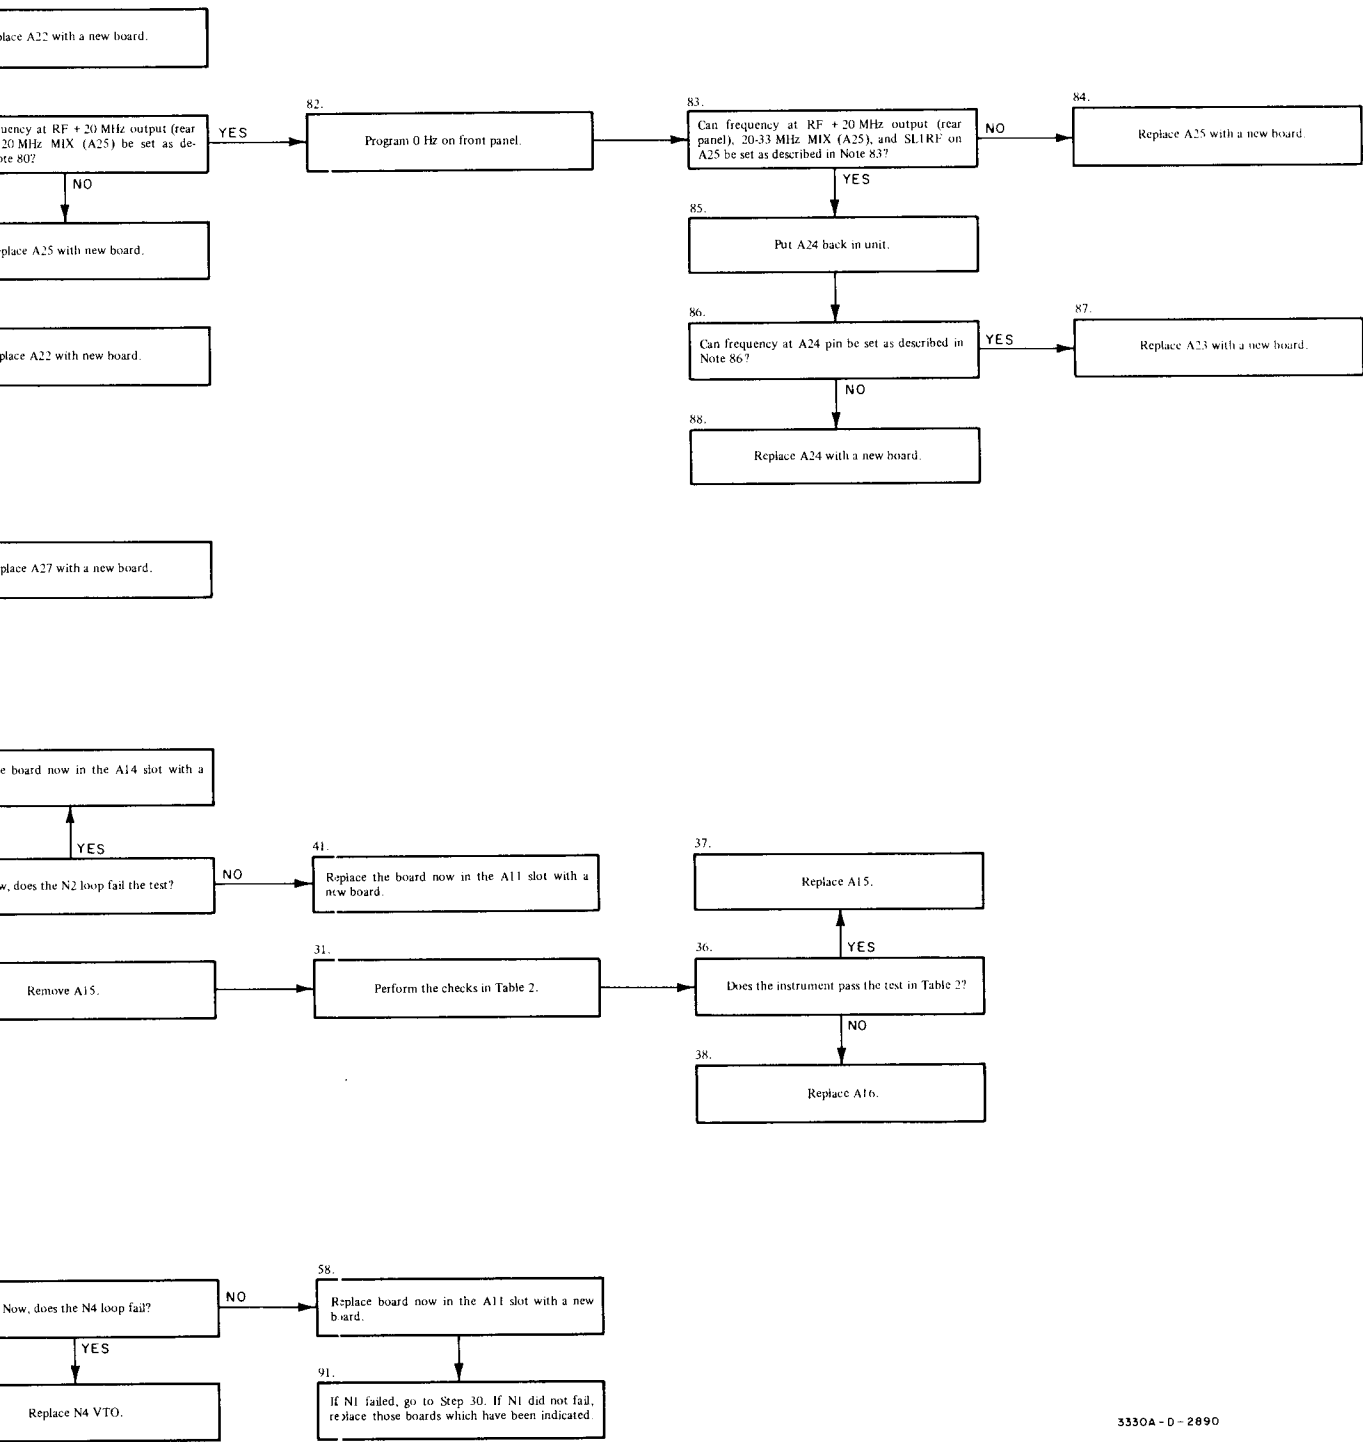 place A22 with a new board.
82.
83.
84.
uency at RF + 20 MHz output (rear
20 MHz MIX (A25) be set as de-
ote 80?
YES
Program 0 Hz on front panel.
Can frequency at RF + 20 MHz output (rear
panel), 20-33 MHz MIX (A25), and SL1RF on
A25 be set as described in Note 83?
NO
Replace A25 with a new board.
NO
YES
85.
place A25 with new board.
Put A24 back in unit.
86.
87.
place A22 with new board.
Can frequency at A24 pin be set as described in
Note 86?
YES
Replace A23 with a new board.
NO
88.
Replace A24 with a new board.
place A27 with a new board.
e board now in the A14 slot with a
YES
w, does the N2 loop fail the test?
NO
41.
Replace the board now in the A11 slot with a
new board.
37.
Replace A15.
YES
Remove A15.
31.
Perform the checks in Table 2.
36.
Does the instrument pass the test in Table 2?
NO
38.
Replace A16.
58.
Now, does the N4 loop fail?
NO
Replace board now in the A11 slot with a new
board.
YES
91.
Replace N4 VTO.
If N1 failed, go to Step 30. If N1 did not fail,
replace those boards which have been indicated.
3330A-D-2890